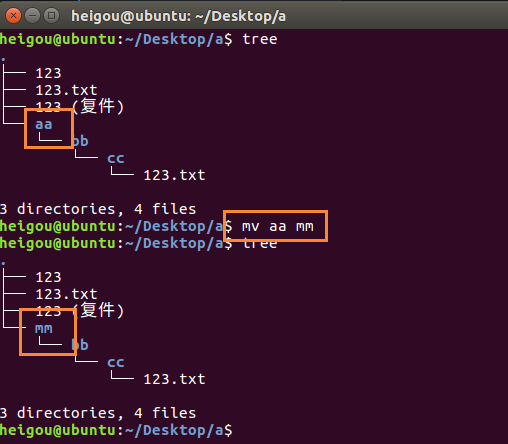 heigou@ubuntu: ~/Desktop/a
heigou@ubuntu:~/Desktop/a$ tree
.
├── 123
├── 123.txt
├── 123 (复件)
└── aa
    └── bb
        └── cc
            └── 123.txt
3 directories, 4 files
heigou@ubuntu:~/Desktop/a$ mv aa mm
heigou@ubuntu:~/Desktop/a$ tree
.
├── 123
├── 123.txt
├── 123 (复件)
└── mm
    └── bb
        └── cc
            └── 123.txt
3 directories, 4 files
heigou@ubuntu:~/Desktop/a$